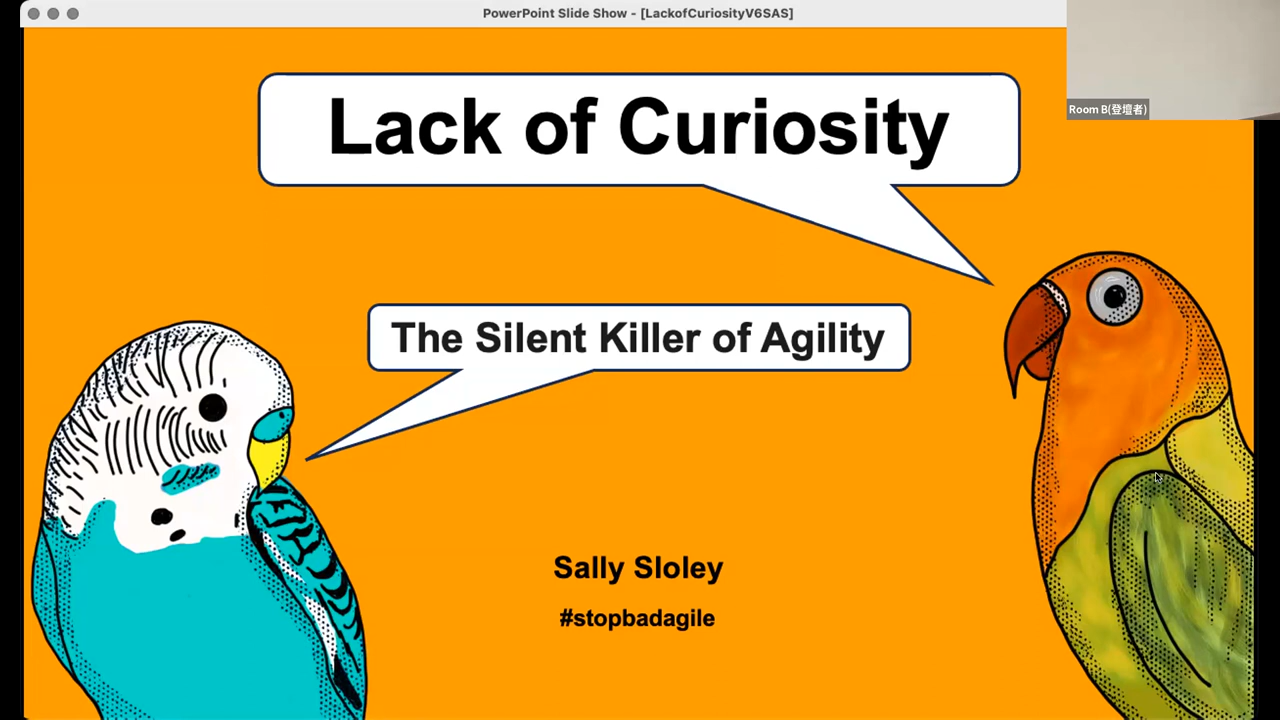 PowerPoint Slide Show - [LackofCuriosityV6SAS]
Room B(登壇者)
Lack of Curiosity
The Silent Killer of Agility
Sally Sloley
#stopbadagile